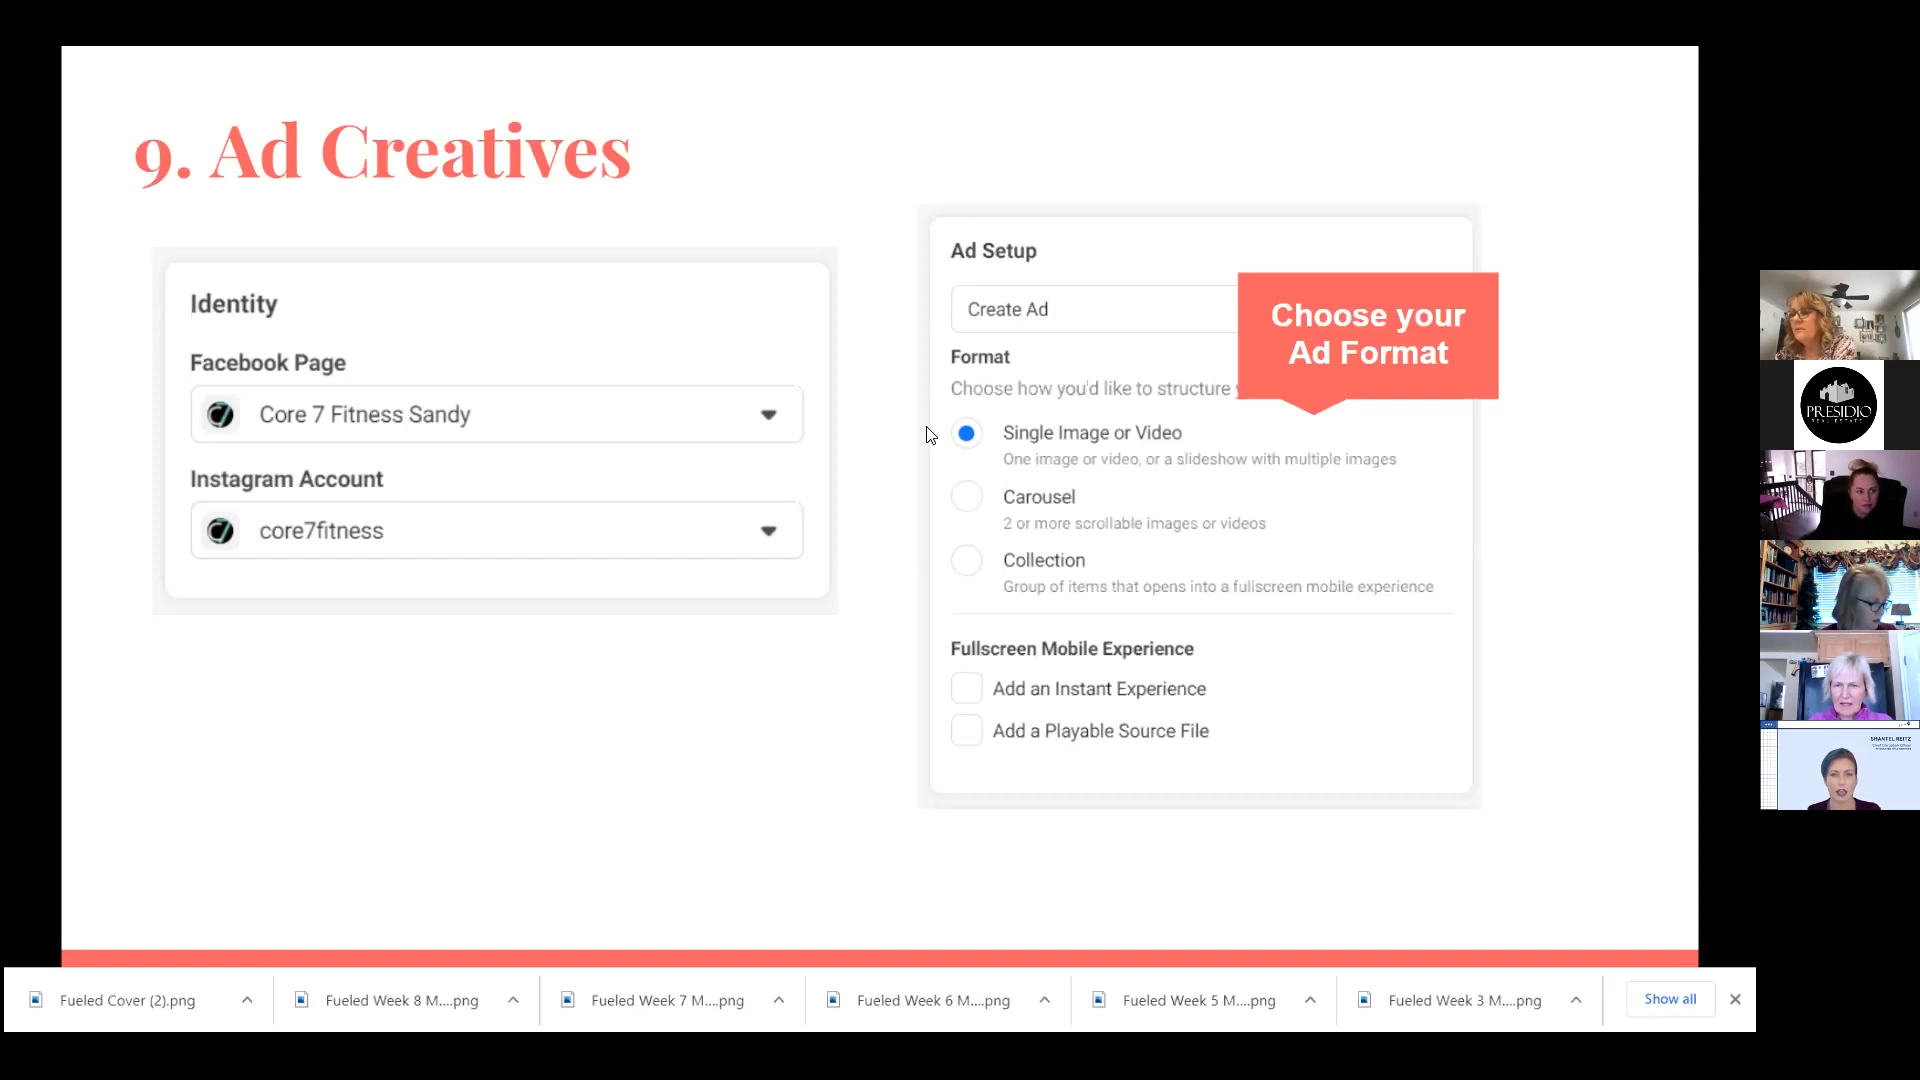 9. Ad Creatives
Identity
Facebook Page
Core 7 Fitness Sandy
Instagram Account
core7fitness
Ad Setup
Create Ad
Choose your
Ad Format
Format
Choose how you'd like to structure
Single Image or Video
One image or video, or a slideshow with multiple images
Carousel
2 or more scrollable images or videos
Collection
Group of items that opens into a fullscreen mobile experience
Fullscreen Mobile Experience
Add an Instant Experience
Add a Playable Source File
PRESIDIO
REAL ESTATE
SHANTEL REITZ
Fueled Cover (2).png
Fueled Week 8 M....png
Fueled Week 7 M....png
Fueled Week 6 M....png
Fueled Week 5 M....png
Fueled Week 3 M....png
Show all